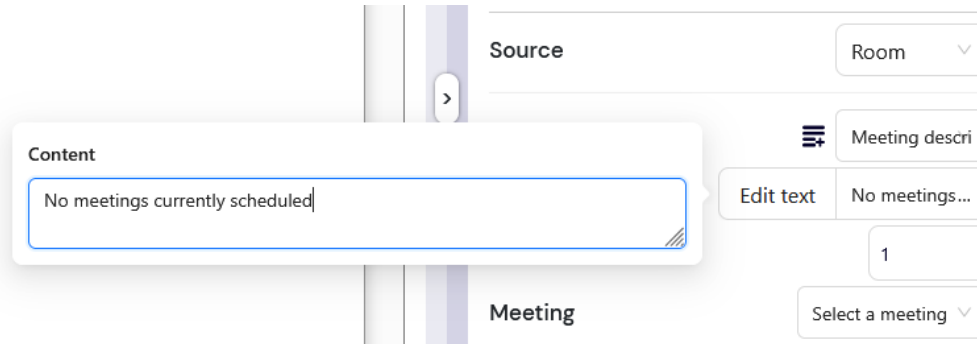 Source
Room
Content
No meetings currently scheduled
Meeting descri
Edit text
No meetings...
1
Meeting
Select a meeting